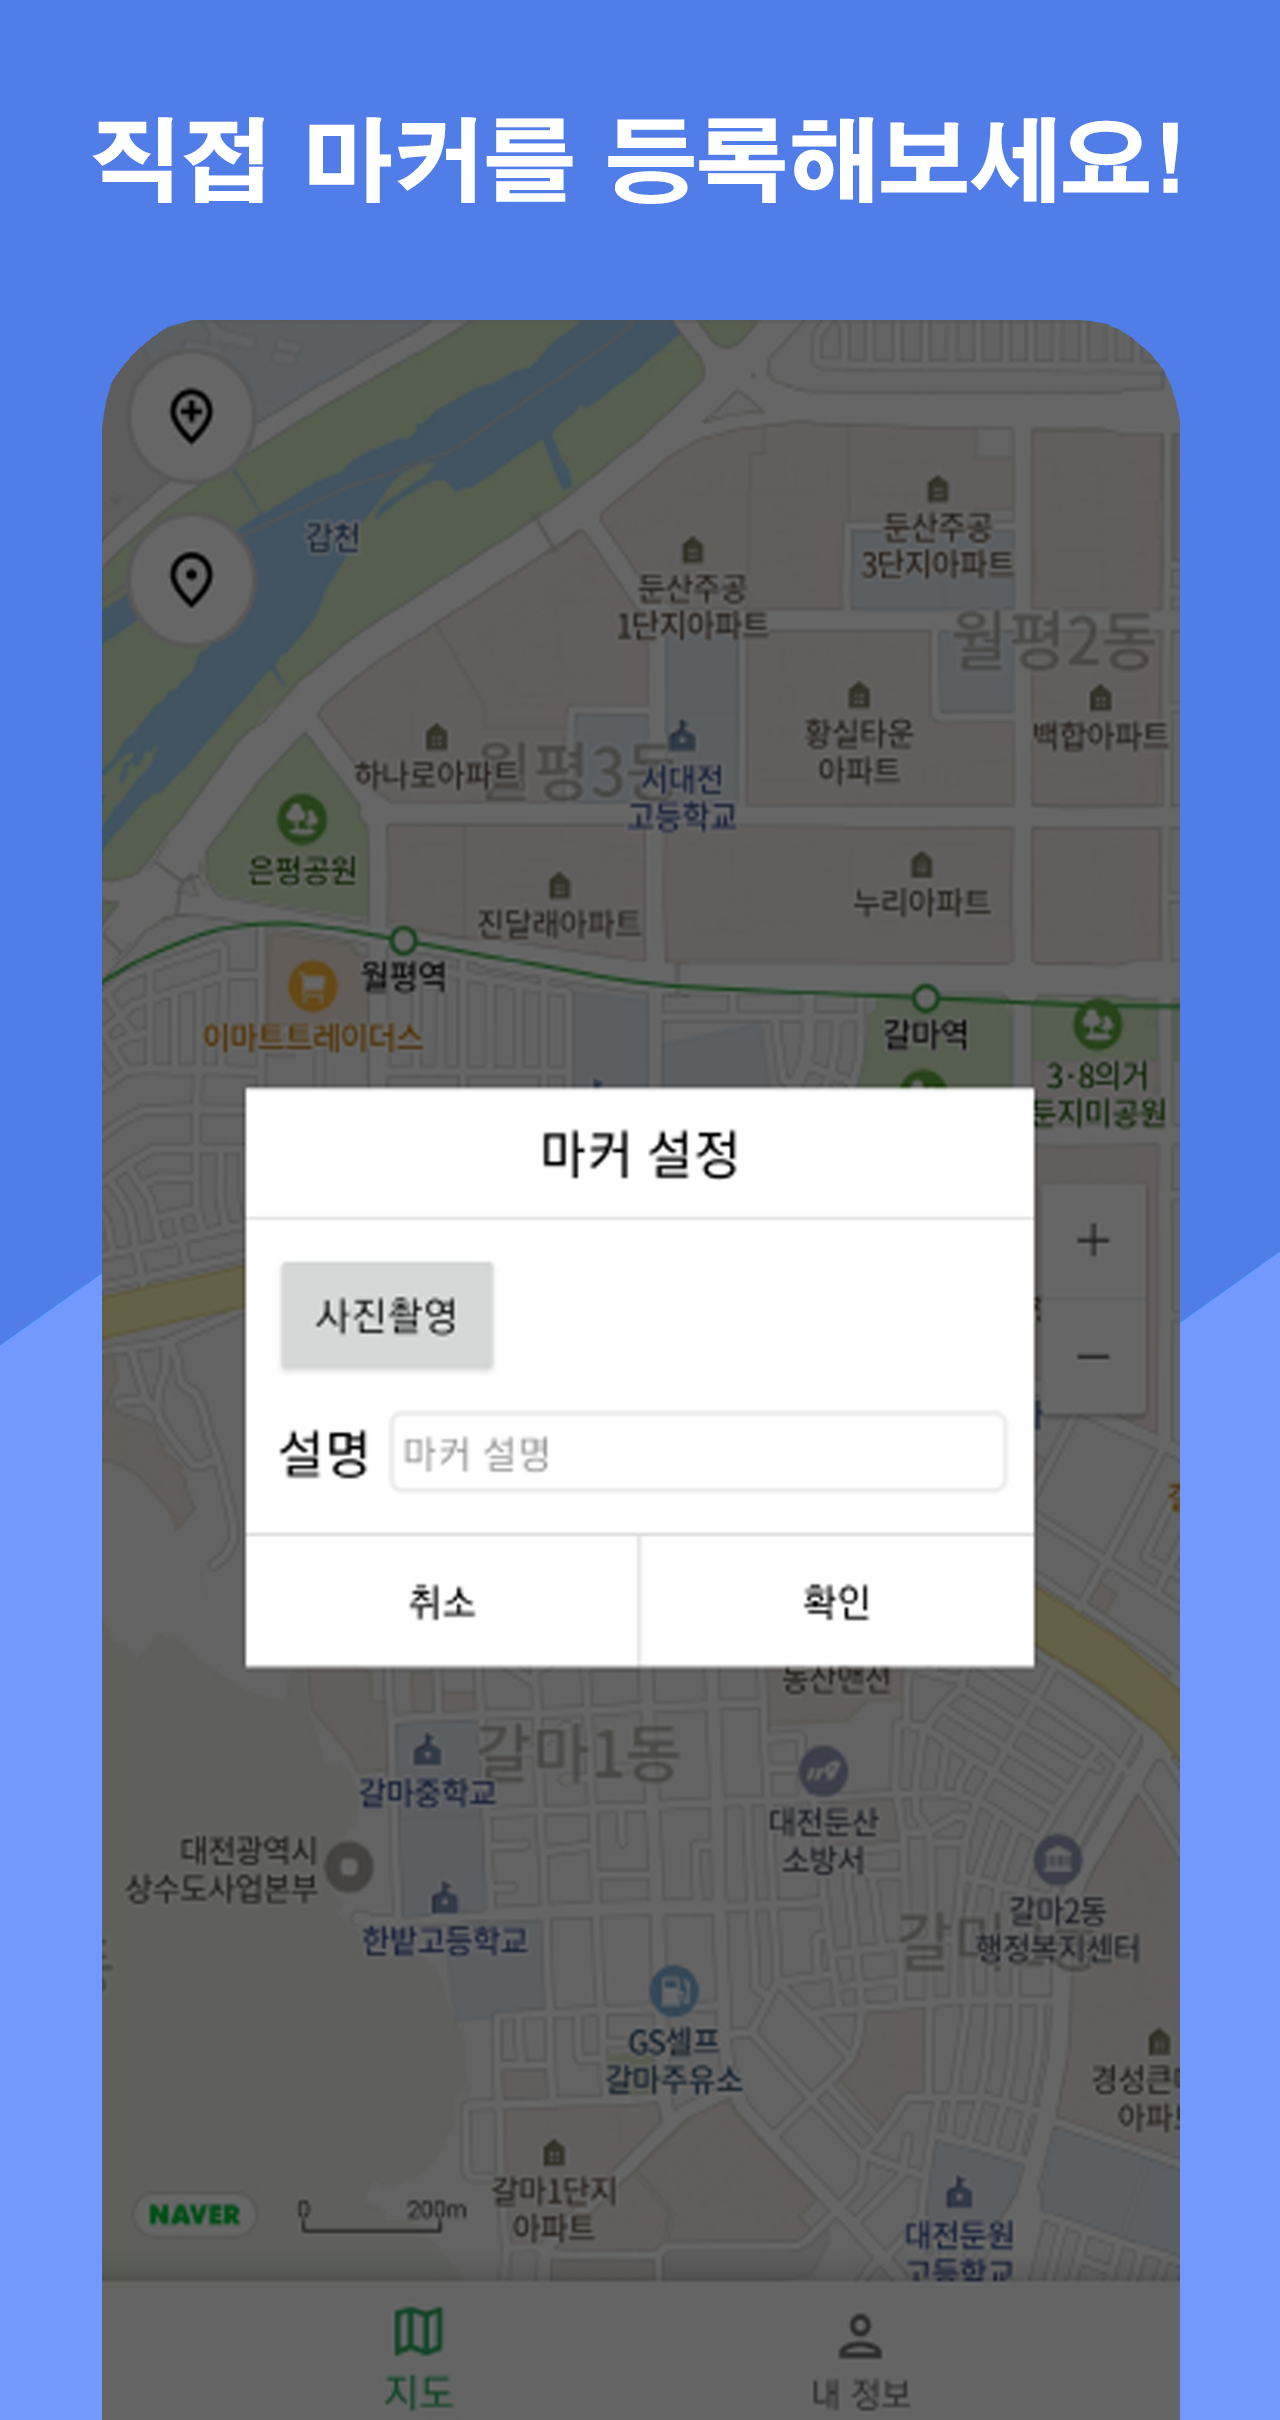 직접 마커를 등록해보세요!
갑천
둔산주공
3단지아파트
둔산주공
1단지아파트
월평2동
황실타운
아파트
백합아파트
하나로아파트
월평3동
서대전
고등학교
은평공원
진달래아파트
누리아파트
월평역
이마트트레이더스
갈마역
3·8의거
둔지미공원
마커 설정
+
사진촬영
−
설명
마커 설명
취소
확인
둥산맨션
갈마1동
갈마중학교
대전둔산
소방서
대전광역시
상수도사업본부
한밭고등학교
갈마2동
행정복지센터
GS셀프
갈마주유소
경성큰
아파
갈마1단지
아파트
NAVER
0 200m
대전둔원
고등학교
지도
내 정보